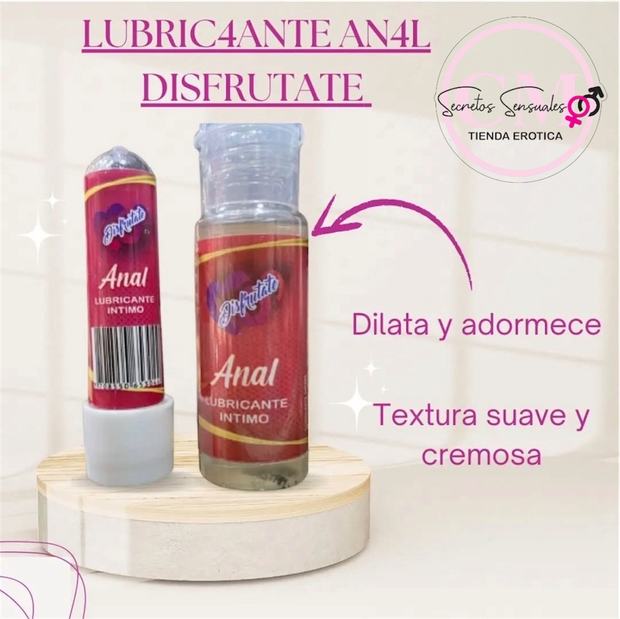 LUBRIC4ANTE AN4L
DISFRUTATE
GM
Secretos Sensuales
TIENDA EROTICA
Disfrutate
Anal
LUBRICANTE
INTIMO
Disfrutate
Anal
LUBRICANTE
INTIMO
Dilata y adormece
Textura suave y
cremosa